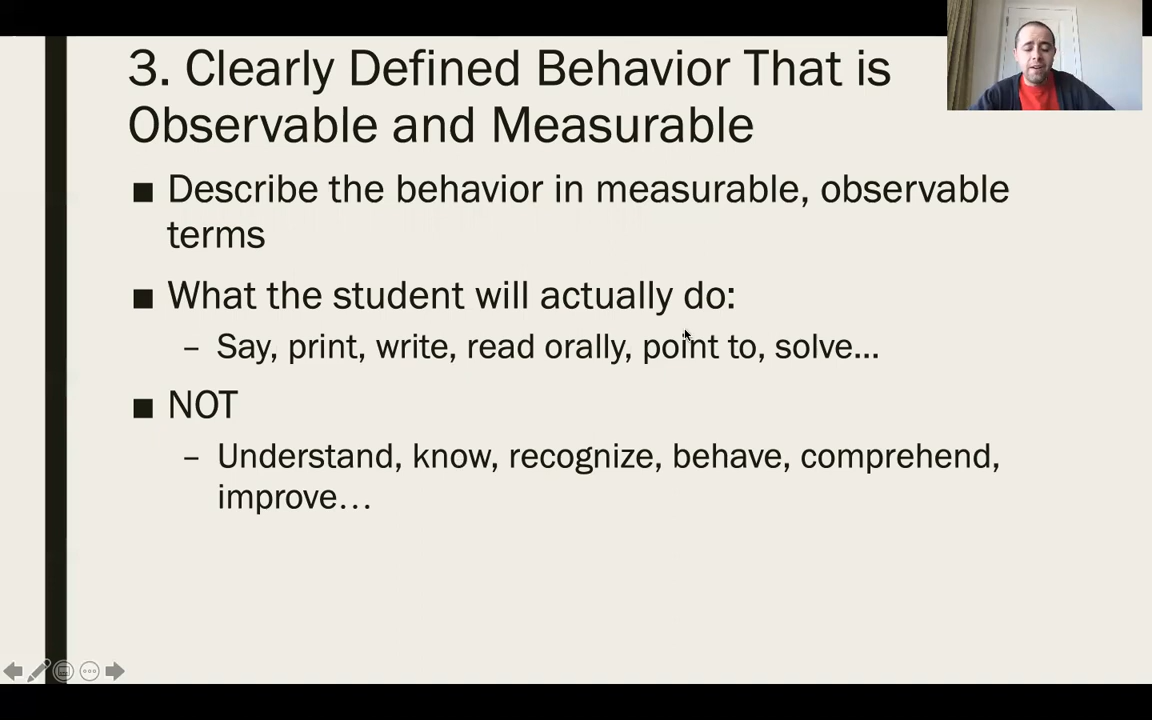 3. Clearly Defined Behavior That is
Observable and Measurable
■ Describe the behavior in measurable, observable
terms
■ What the student will actually do:
– Say, print, write, read orally, point to, solve…
■ NOT
– Understand, know, recognize, behave, comprehend,
improve…